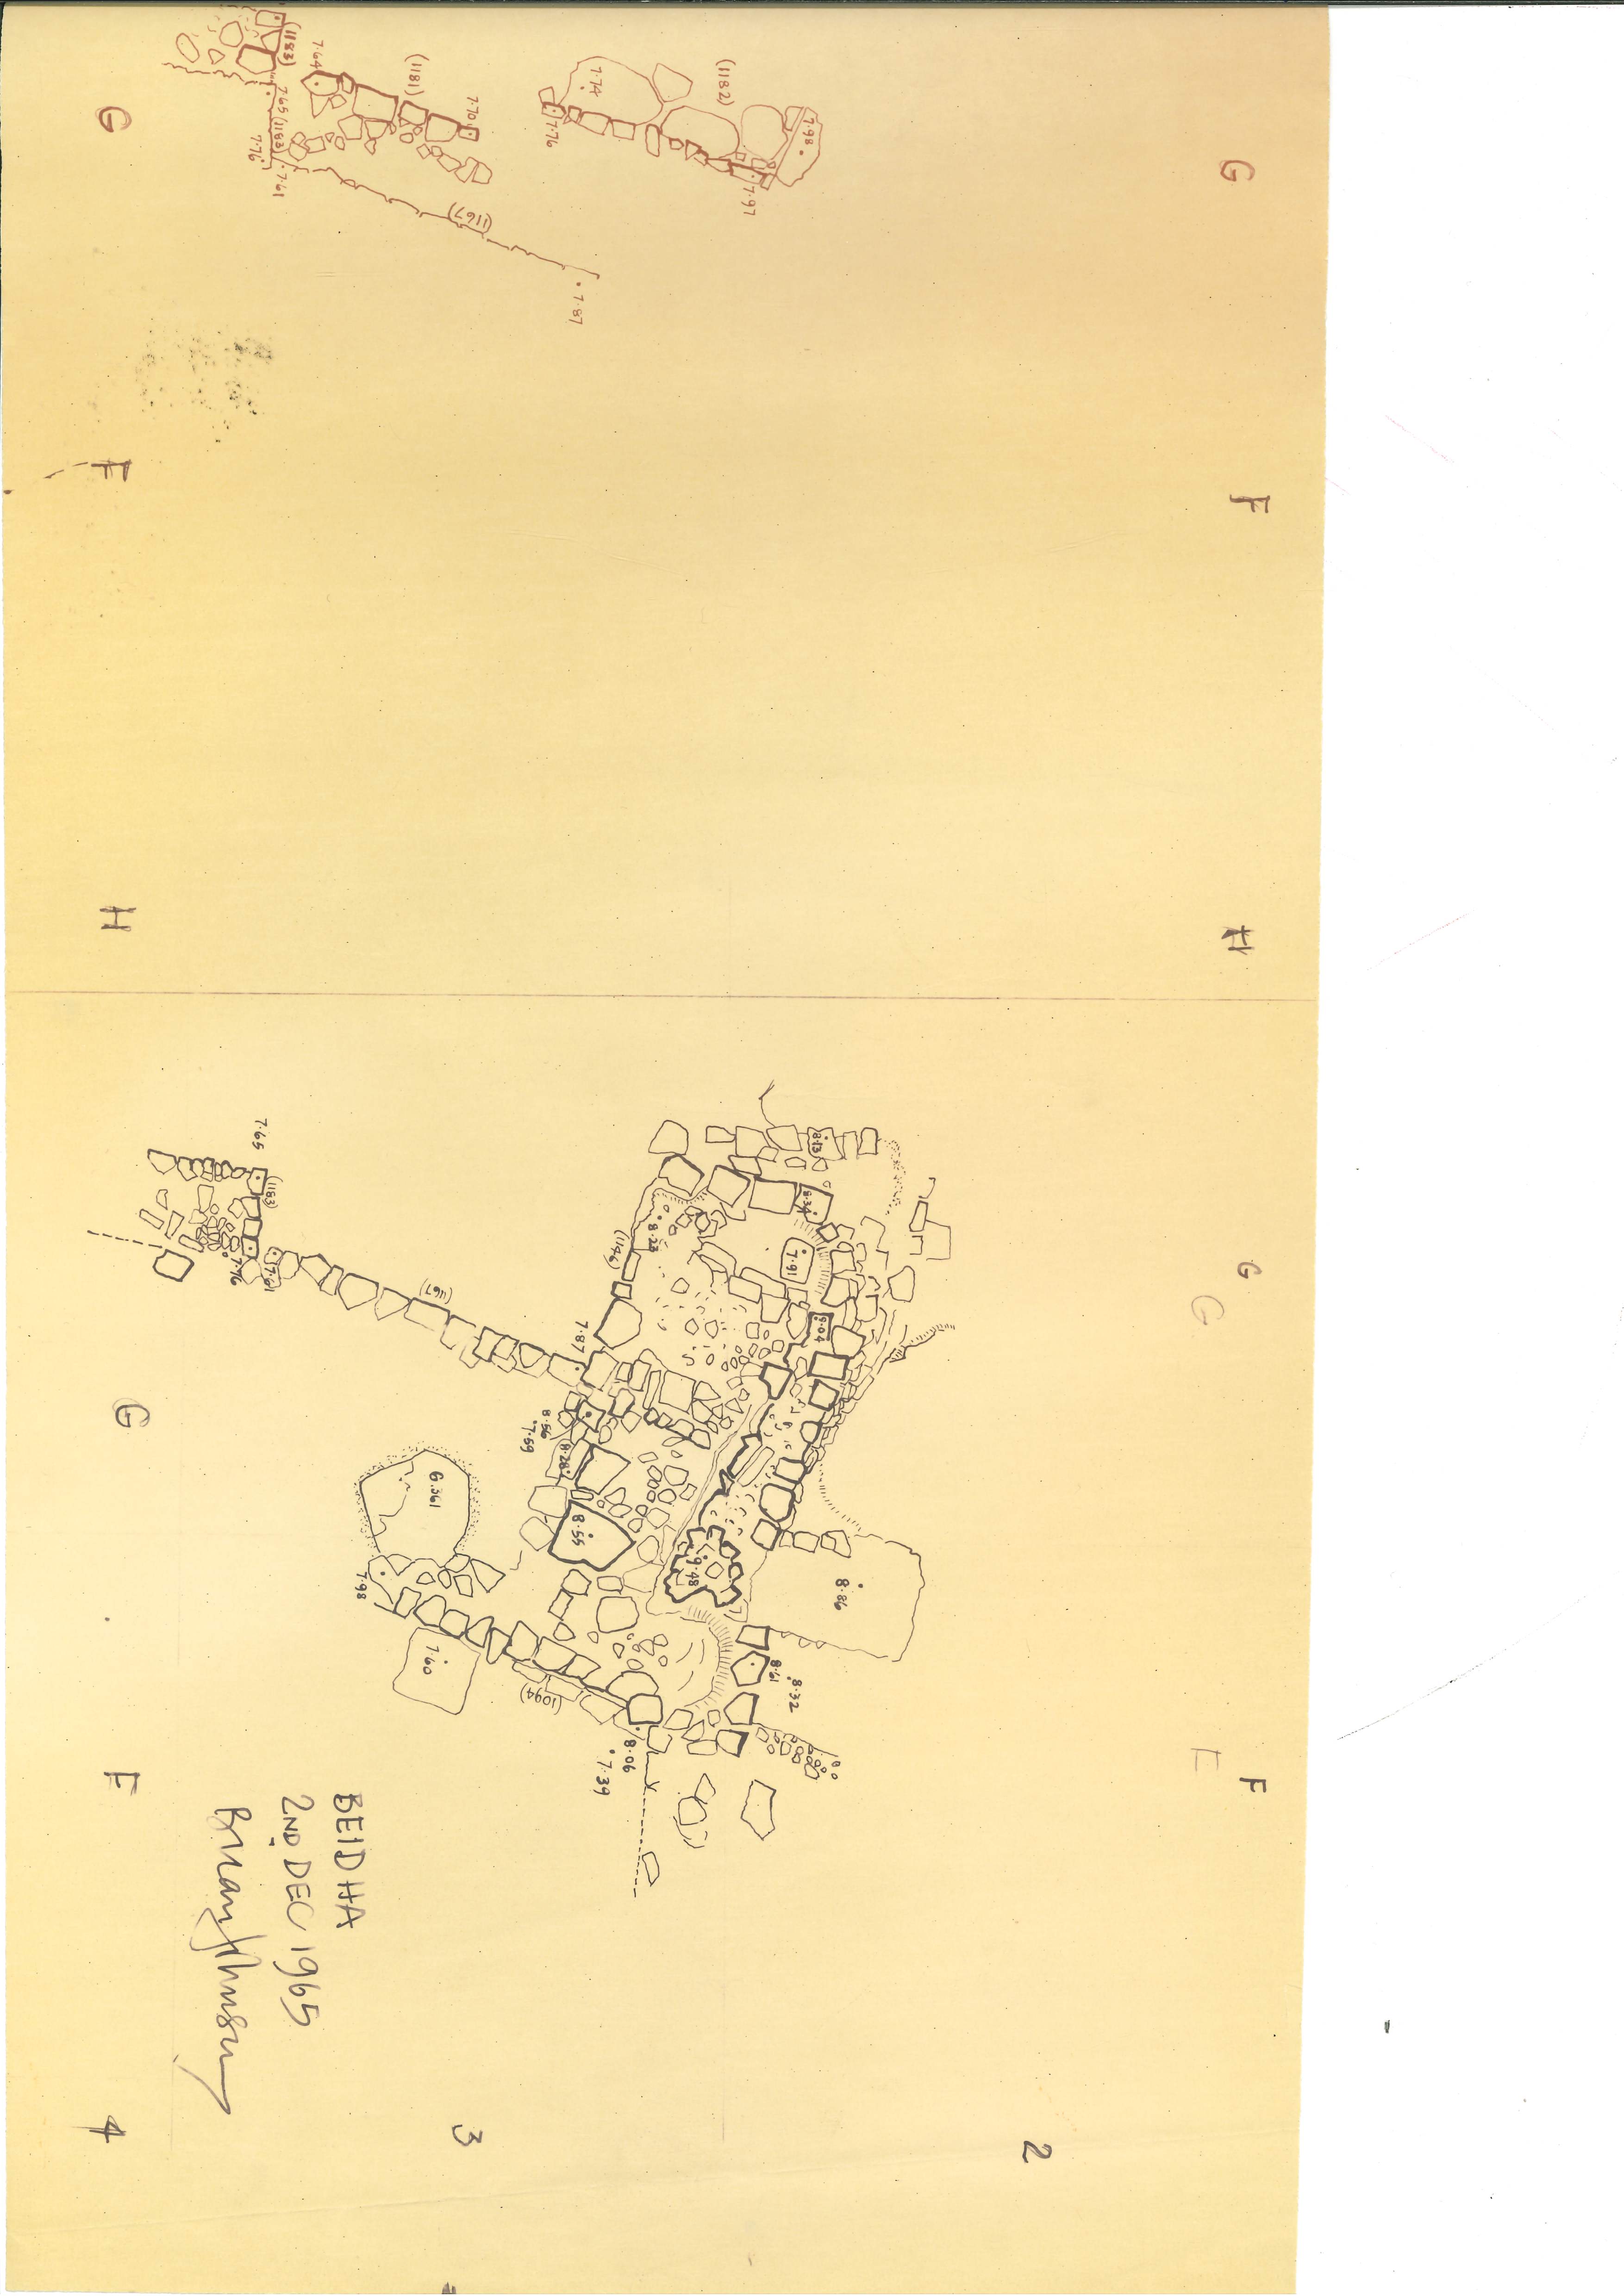 2
3
4
BEIDHA
2ND DEC 1965
Brian Johnson
F
F
E
F
8.32
8.61
8.06
7.39
(1094)
7.60
8.86
9.48
7.98
8.55
6.361
8.28
8.56
7.59
G
G
G
9.04
7.87
(1167)
7.91
8.23
(1146)
7.61
7.76
8.34
(1183)
8.13
7.65
H
H
F
F
7.87
(1167)
G
G
7.97
7.98
(1182)
7.74
7.76
7.70
(1181)
7.64
7.61
7.76
7.65
(1183)
(1183)